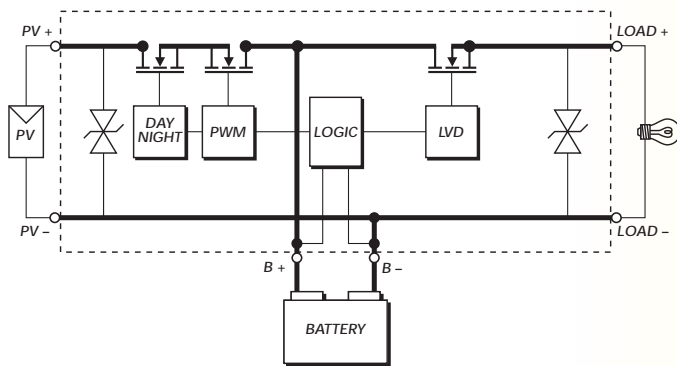 PV +
LOAD +
PV
DAY
NIGHT
PWM
LOGIC
LVD
PV –
LOAD –
B +
B –
BATTERY